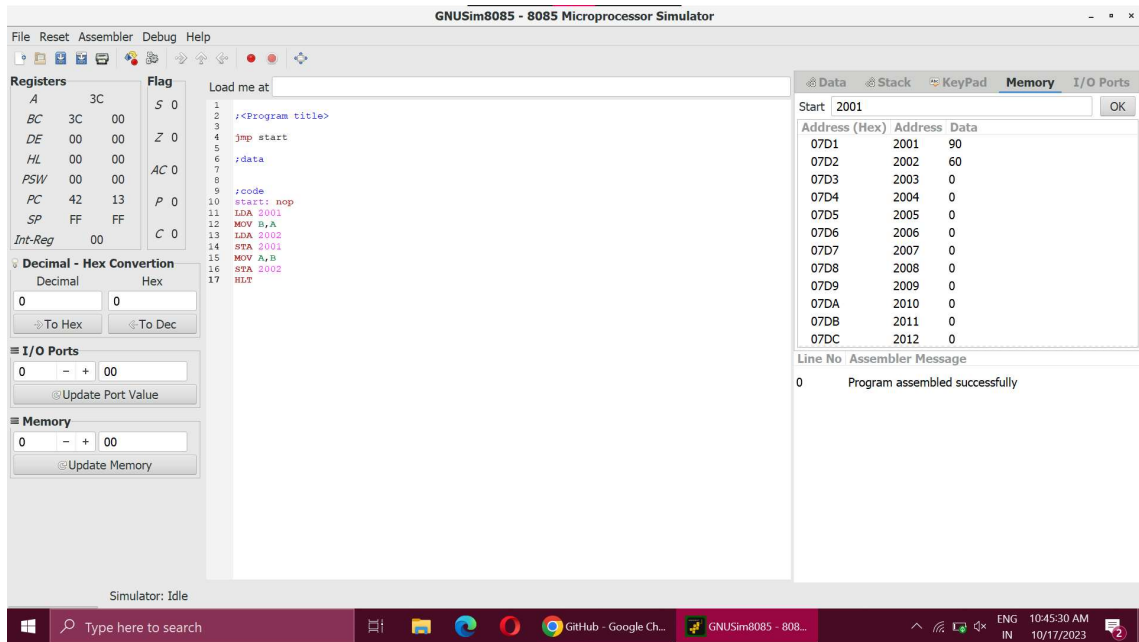 GNUSim8085 - 8085 Microprocessor Simulator
File Reset Assembler Debug Help
Registers
A 3C
BC 3C 00
DE 00 00
HL 00 00
PSW 00 00
PC 42 13
SP FF FF
Int-Reg 00
Flag
S 0
Z 0
AC 0
P 0
C 0
Decimal - Hex Convertion
Decimal Hex
0 0
To Hex To Dec
I/O Ports
0 - + 00
Update Port Value
Memory
0 - + 00
Update Memory
Load me at
1
2 ;<Program title>
3
4 jmp start
5
6 ;data
7
8
9 ;code
10 start: nop
11 LDA 2001
12 MOV B,A
13 LDA 2002
14 STA 2001
15 MOV A,B
16 STA 2002
17 HLT
Data Stack KeyPad Memory I/O Ports
Start 2001 OK
Address (Hex) Address Data
07D1 2001 90
07D2 2002 60
07D3 2003 0
07D4 2004 0
07D5 2005 0
07D6 2006 0
07D7 2007 0
07D8 2008 0
07D9 2009 0
07DA 2010 0
07DB 2011 0
07DC 2012 0
Line No Assembler Message
0 Program assembled successfully
Simulator: Idle
Type here to search
GitHub - Google Ch...
GNUSim8085 - 808...
ENG
IN
10:45:30 AM
10/17/2023
2